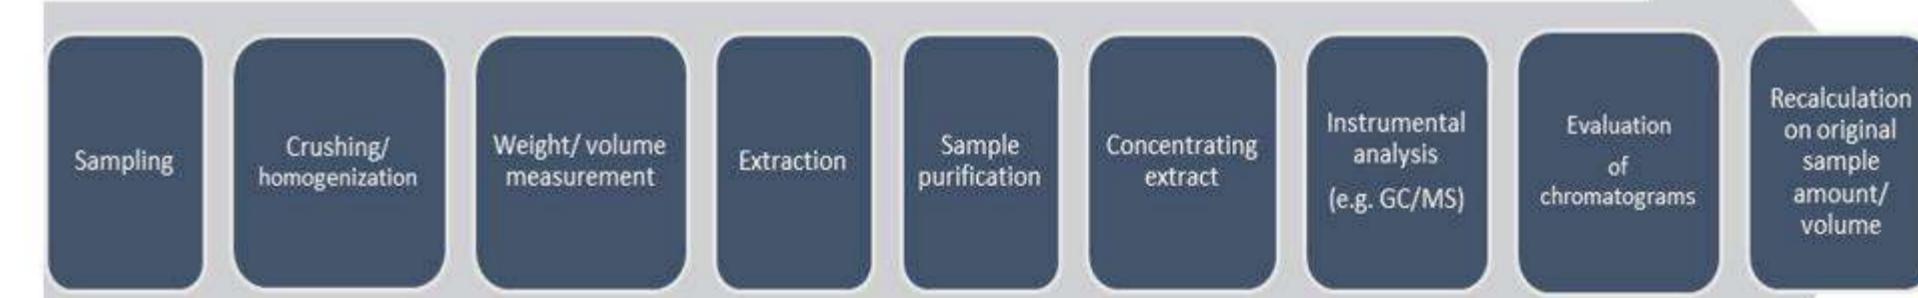 Sampling
Crushing/
homogenization
Weight/ volume
measurement
Extraction
Sample
purification
Concentrating
extract
Instrumental
analysis
(e.g. GC/MS)
Evaluation
of
chromatograms
Recalculation
on original
sample
amount/
volume